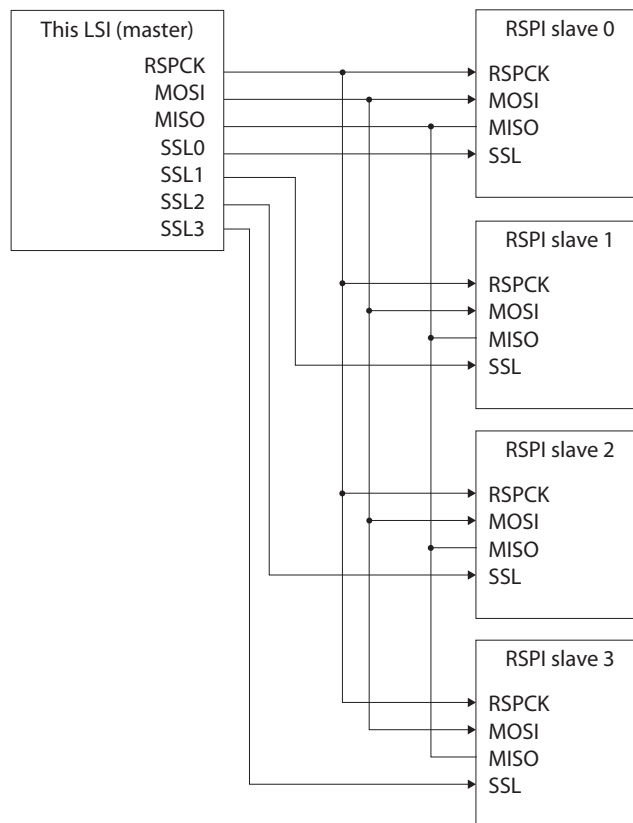 This LSI (master)
RSPCK
MOSI
MISO
SSL0
SSL1
SSL2
SSL3
RSPI slave 0
RSPCK
MOSI
MISO
SSL
RSPI slave 1
RSPCK
MOSI
MISO
SSL
RSPI slave 2
RSPCK
MOSI
MISO
SSL
RSPI slave 3
RSPCK
MOSI
MISO
SSL